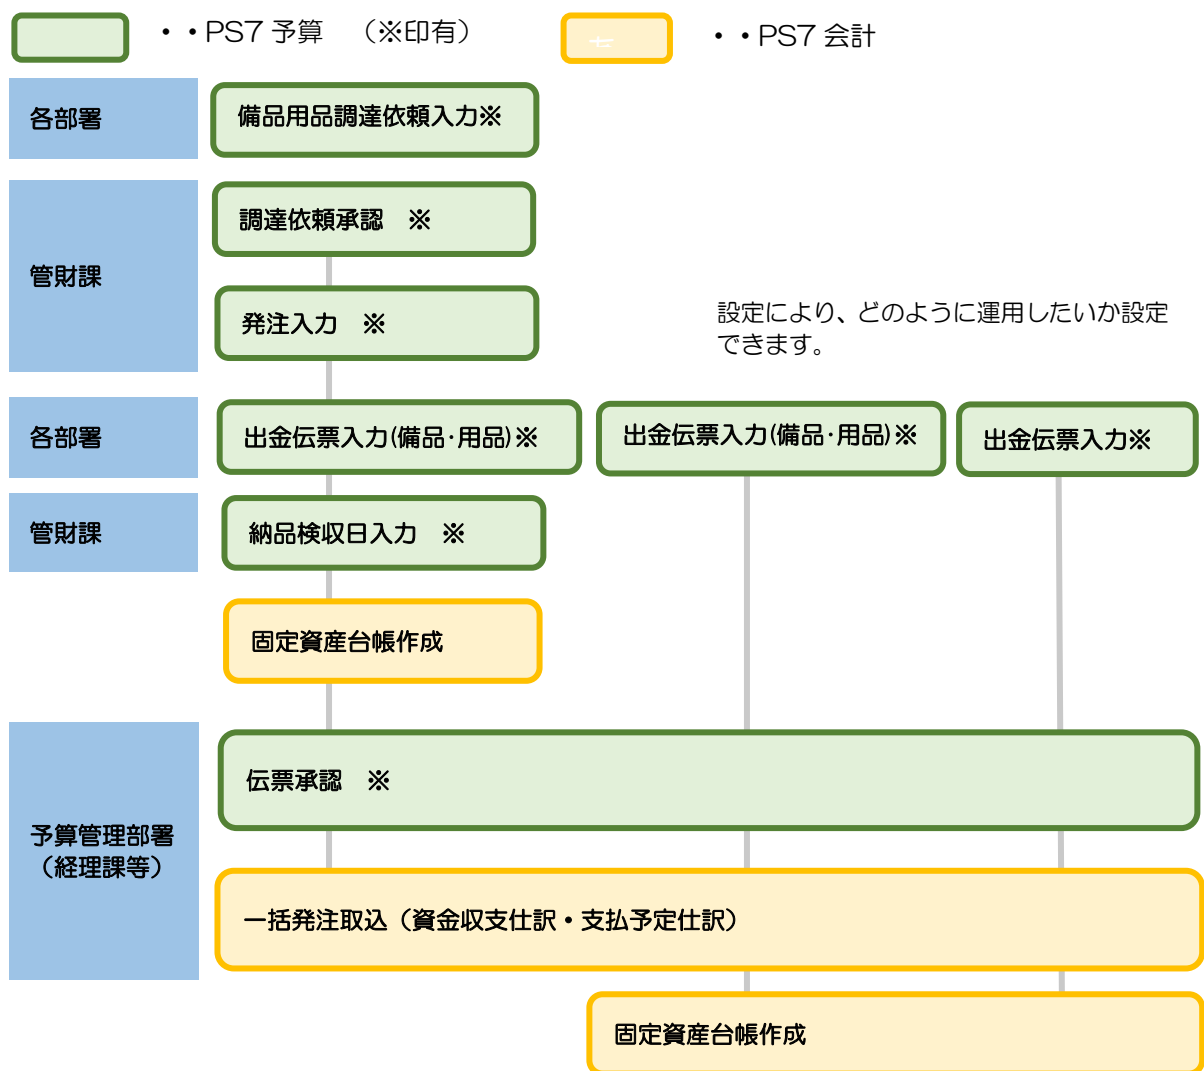 ・・PS7 予算　（※印有）
・・PS7 会計
各部署
備品用品調達依頼入力※
管財課
調達依頼承認　※
発注入力　※
設定により、どのように運用したいか設定
できます。
各部署
出金伝票入力(備品・用品)※
出金伝票入力(備品・用品)※
出金伝票入力※
管財課
納品検収日入力　※
固定資産台帳作成
予算管理部署
（経理課等）
伝票承認　※
一括発注取込（資金収支仕訳・支払予定仕訳）
固定資産台帳作成